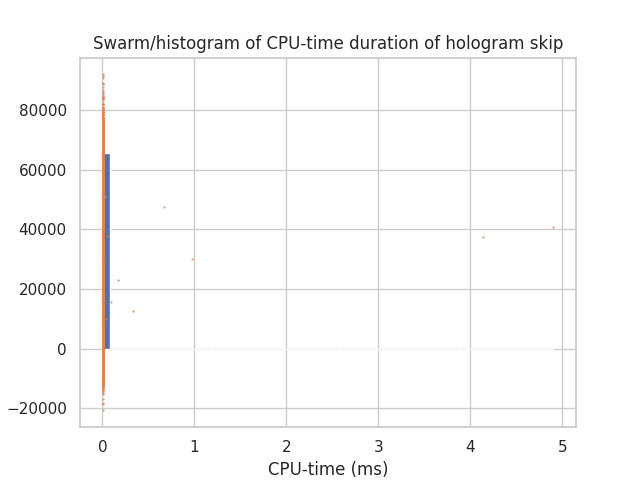 Swarm/histogram of CPU-time duration of hologram skip
80000
60000
40000
20000
0
−20000
0 1 2 3 4 5
CPU-time (ms)